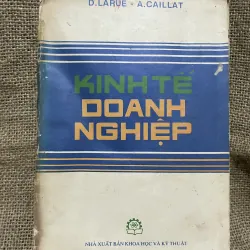 D.LARUE - A.CAILLAT
KINH TẾ
DOANH
NGHIỆP
NHÀ XUẤT BẢN KHOA HỌC VÀ KỸ THUẬT